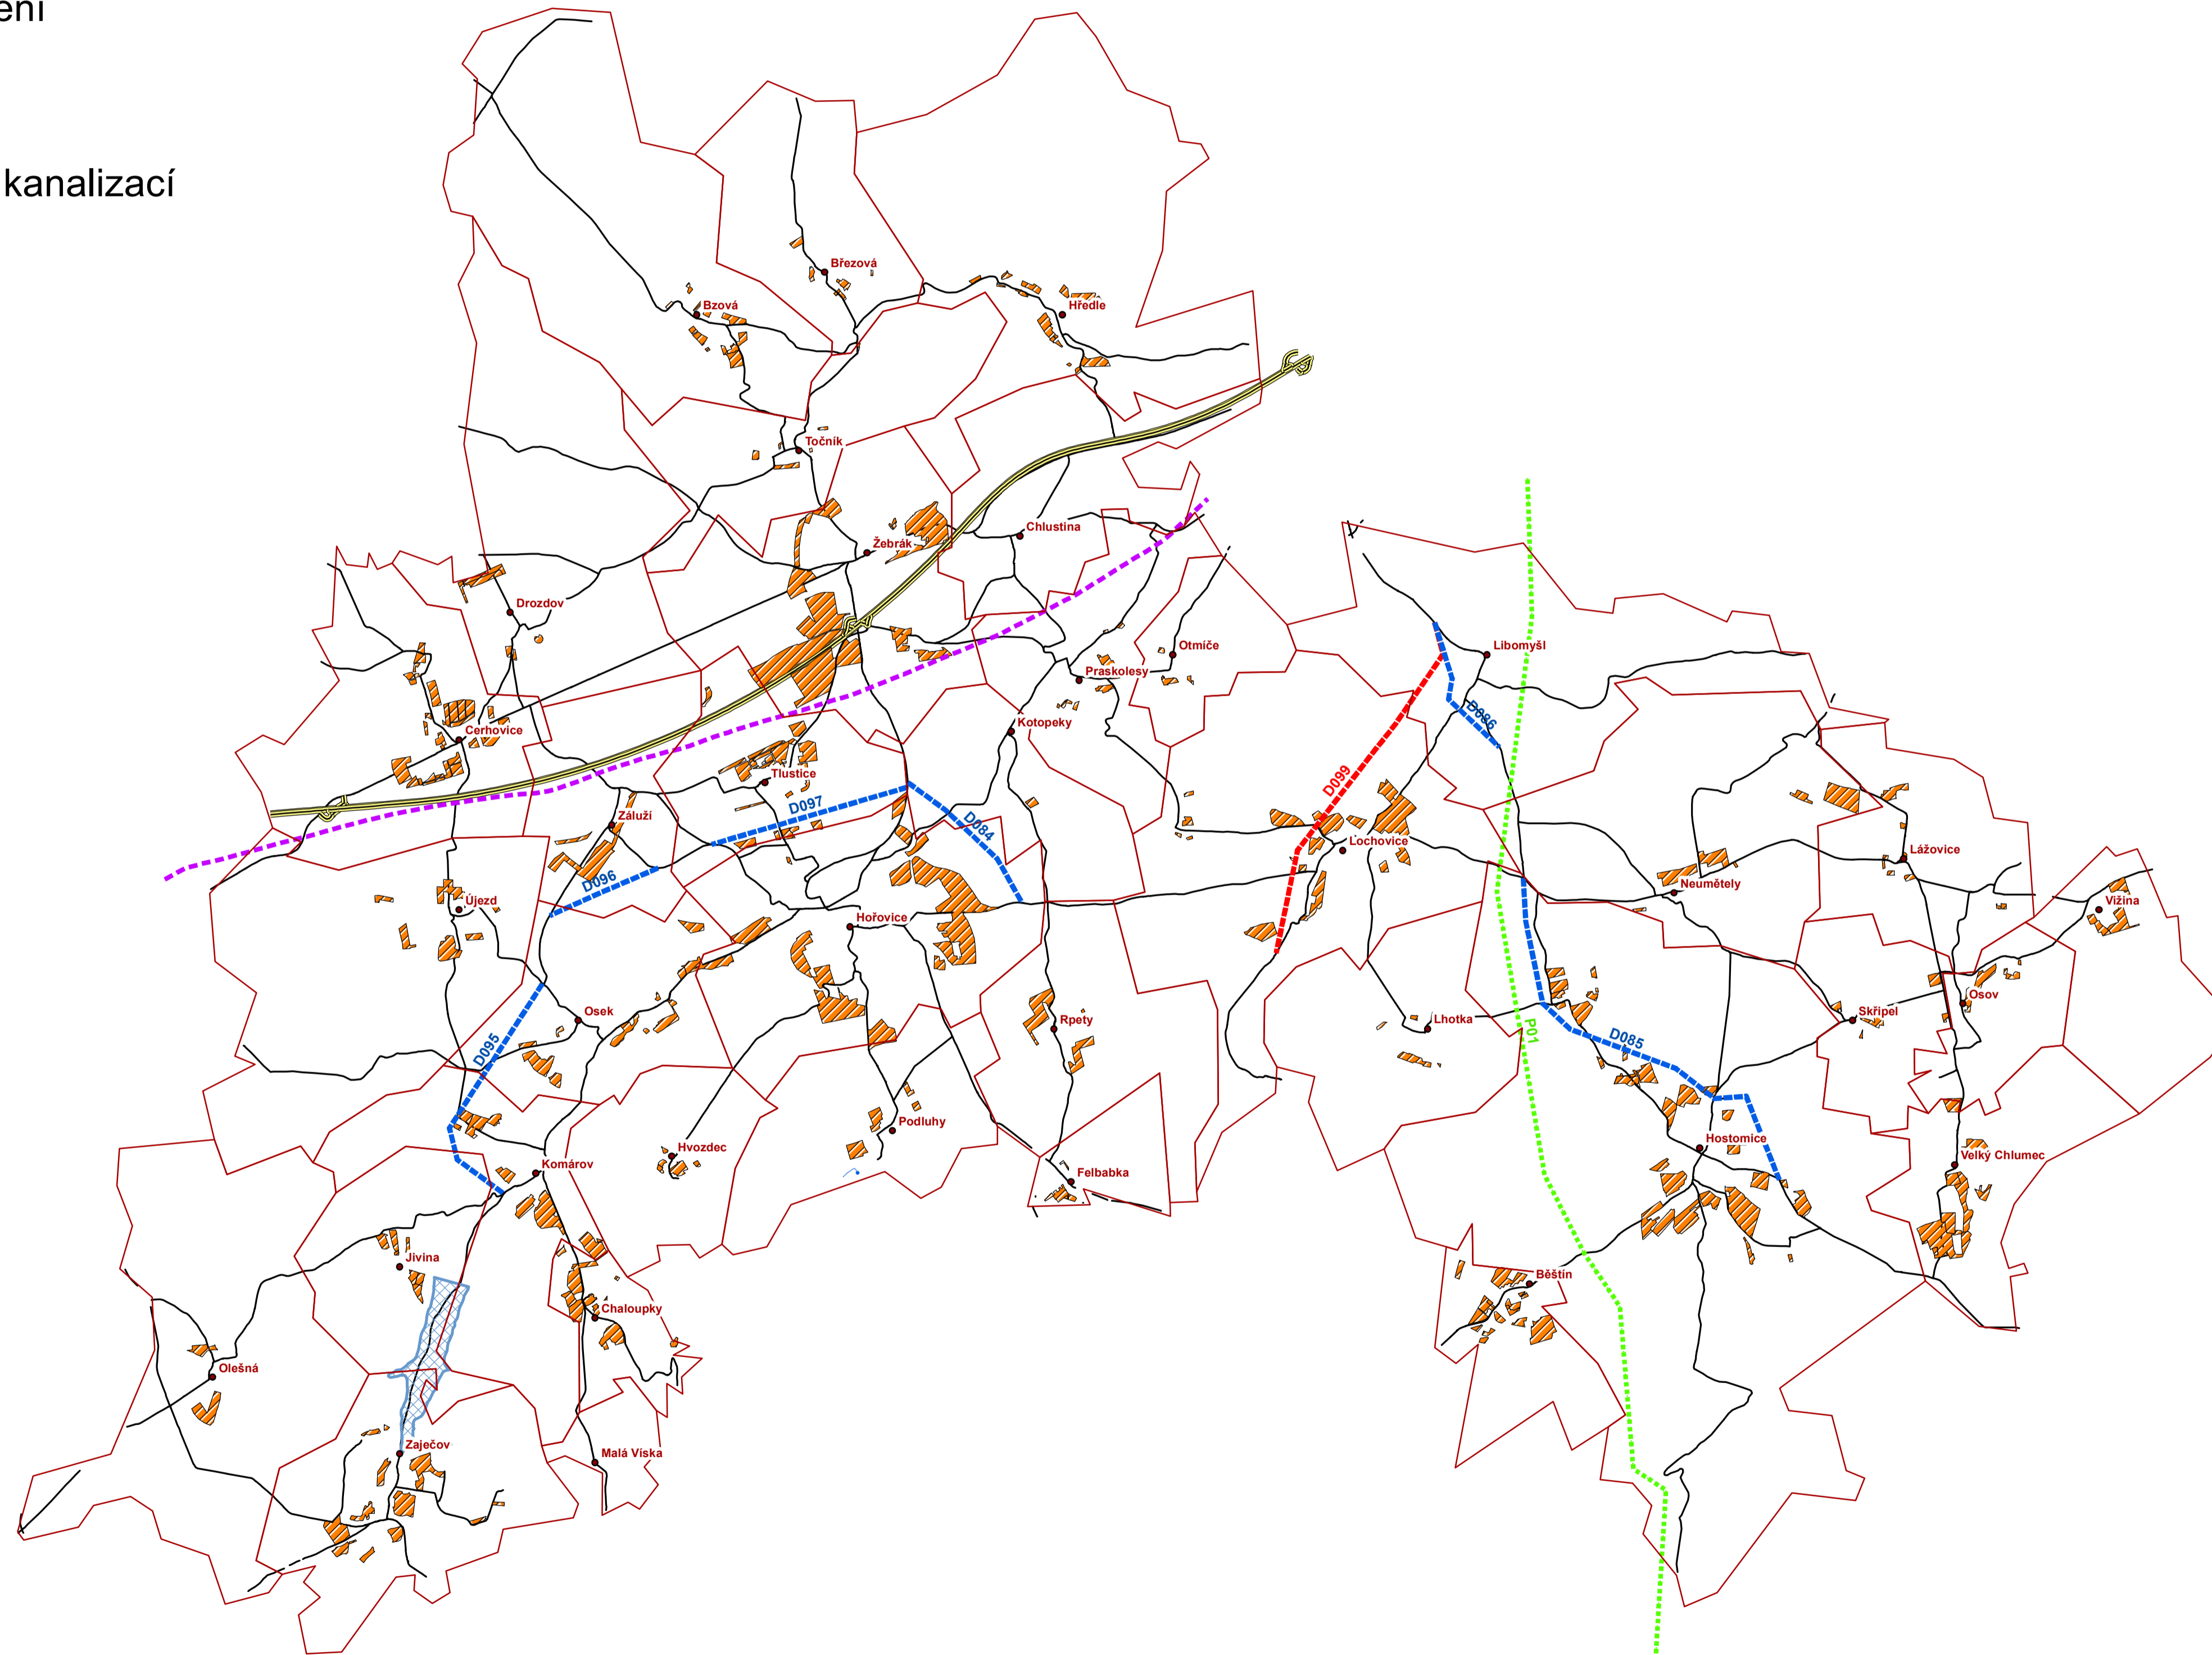 ení
kanalizací
Březová
Bzová
Hředle
Točník
Chlustina
Žebrák
Drozdov
Otmíče
Libomyšl
Praskolesy
D086
Kotopeky
Cerhovice
Tlustice
D099
D097
Záluží
D084
Lochovice
Lážovice
D096
Neumětely
Újezd
Vižina
Hořovice
Osov
Osek
Rpety
Lhotka
Skřipel
P01
D085
D095
Podluhy
Hostomice
Hvozdec
Velký Chlumec
Komárov
Felbabka
Jivina
Běštín
Chaloupky
Olešná
Zaječov
Malá Víska